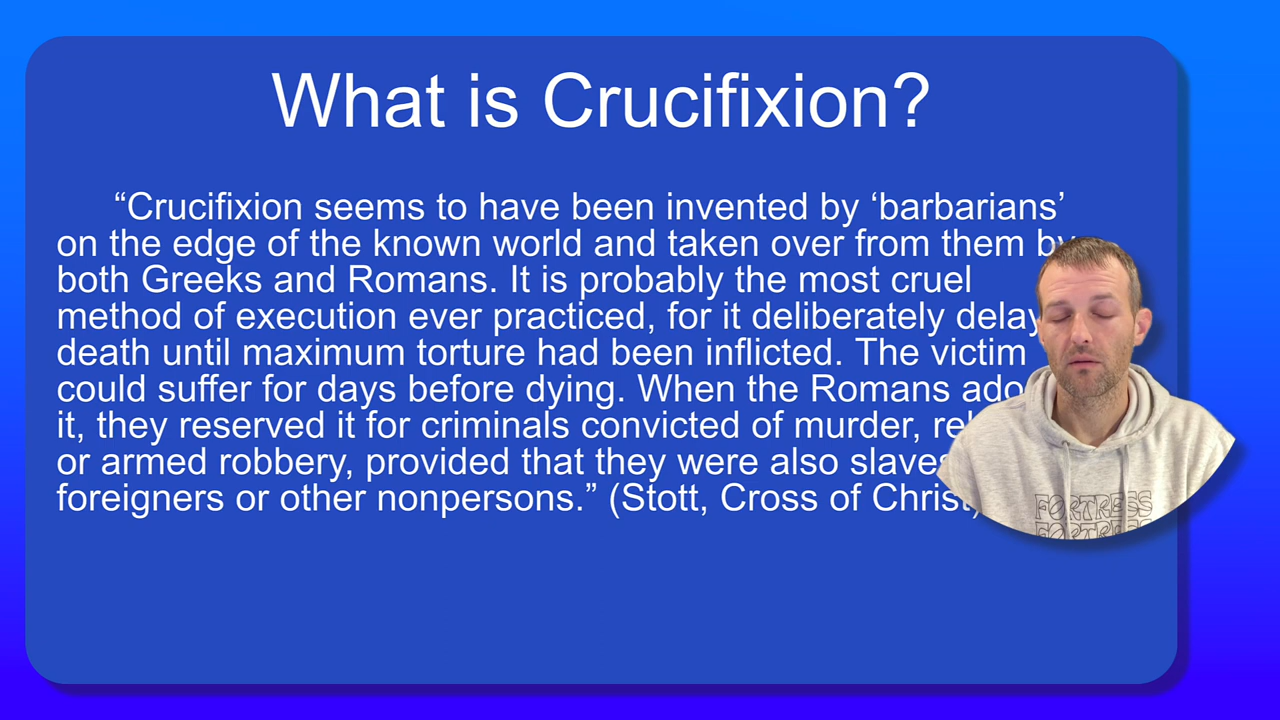 What is Crucifixion?
“Crucifixion seems to have been invented by ‘barbarians’
on the edge of the known world and taken over from them by
both Greeks and Romans. It is probably the most cruel
method of execution ever practiced, for it deliberately
death until maximum torture had been inflicted. The victim
could suffer for days before dying. When the Romans
it, they reserved it for criminals convicted of murder,
or armed robbery, provided that they were also slaves
foreigners or other nonpersons.” (Stott, Cross of Christ)
FORTRESS
FORTRESS